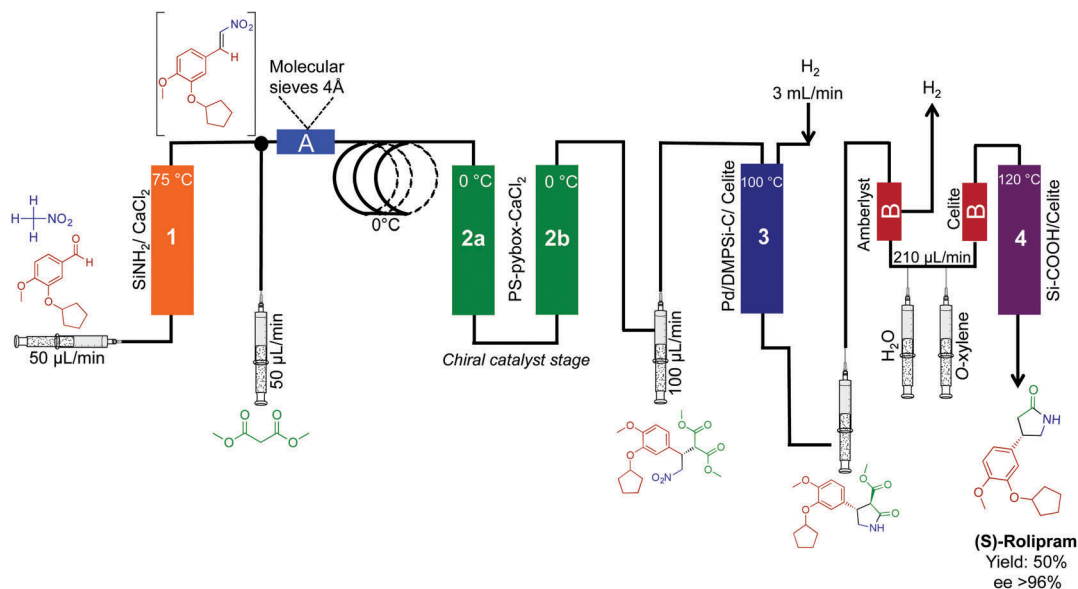 NO₂
H
O
O
Molecular
sieves 4Å
A
0°C
75 °C
1
SiNH₂/ CaCl₂
H
H
H
NO₂
O
H
O
O
50 µL/min
50 µL/min
O
O
O
O
0 °C
2a
PS-pybox-CaCl₂
0 °C
2b
Chiral catalyst stage
100 µL/min
O
O
O
O
O
O
NO₂
H₂
3 mL/min
100 °C
3
Pd/DMPSi-C/ Celite
O
O
O
O
O
NH
Amberlyst
B
H₂
Celite
B
210 µL/min
H₂O
O-xylene
120 °C
4
Si-COOH/Celite
O
NH
O
O
(S)-Rolipram
Yield: 50%
ee >96%